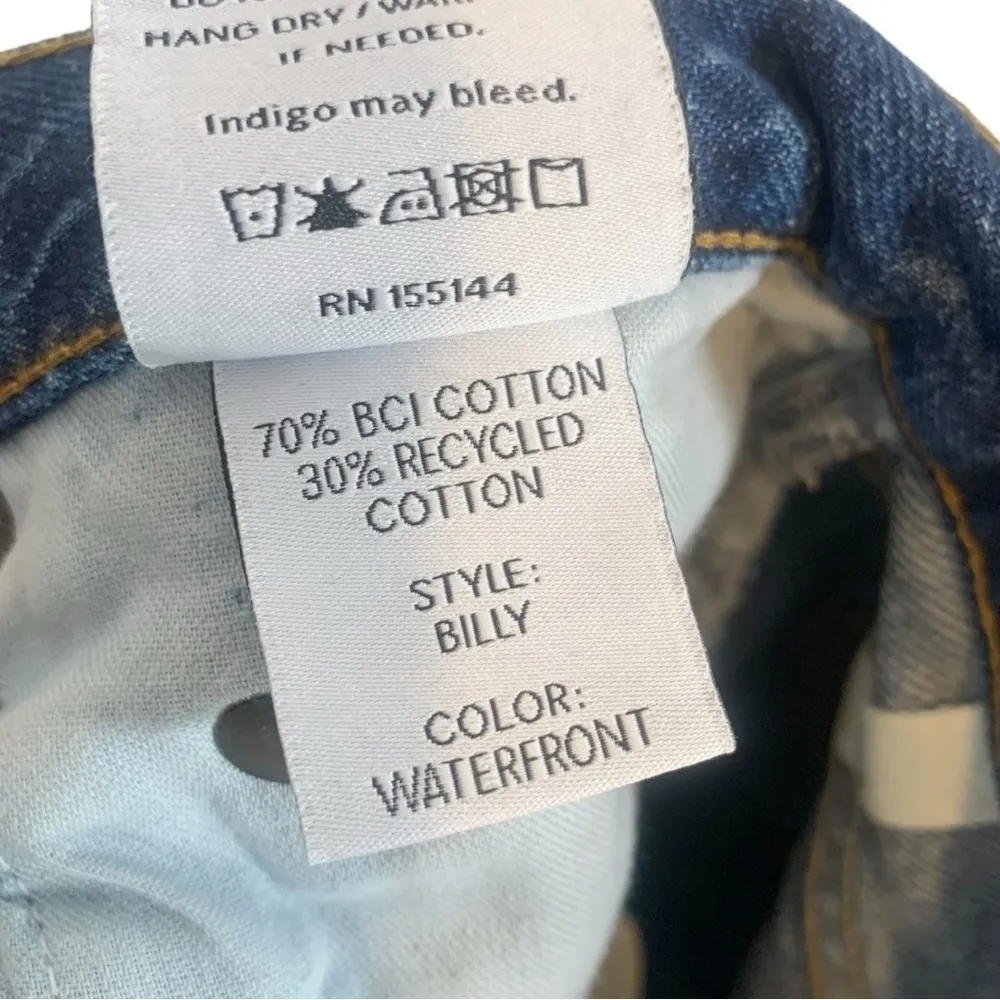 HANG DRY /
IF NEEDED.
Indigo may bleed.
RN 155144
70% BCI COTTON
30% RECYCLED
COTTON
STYLE:
BILLY
COLOR:
WATERFRONT